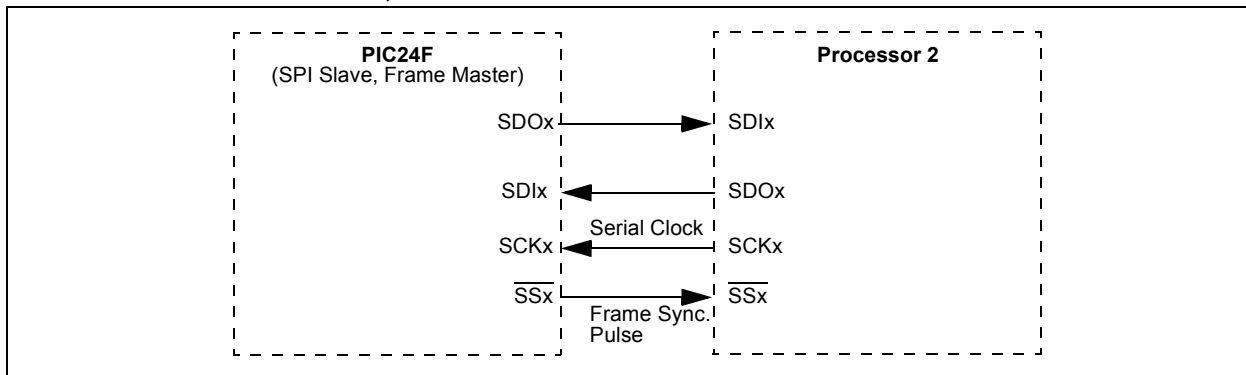 PIC24F
(SPI Slave, Frame Master)
Processor 2
SDOx
SDIx
SDIx
SDOx
Serial Clock
SCKx
SCKx
SSx
SSx
Frame Sync.
Pulse